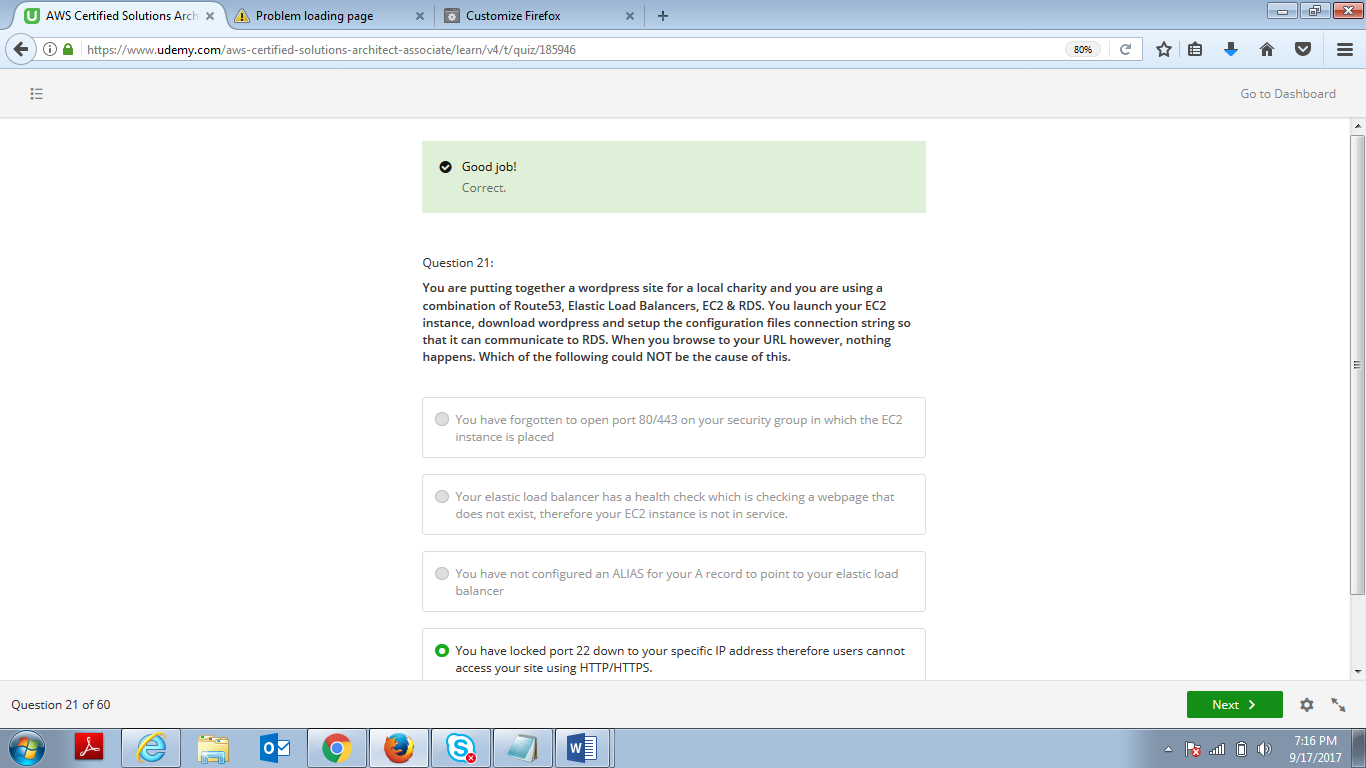 AWS Certified Solutions Arch
Problem loading page
Customize Firefox
https://www.udemy.com/aws-certified-solutions-architect-associate/learn/v4/t/quiz/185946
80%
Go to Dashboard
Good job!
Correct.
Question 21:
You are putting together a wordpress site for a local charity and you are using a
combination of Route53, Elastic Load Balancers, EC2 & RDS. You launch your EC2
instance, download wordpress and setup the configuration files connection string so
that it can communicate to RDS. When you browse to your URL however, nothing
happens. Which of the following could NOT be the cause of this.
You have forgotten to open port 80/443 on your security group in which the EC2
instance is placed
Your elastic load balancer has a health check which is checking a webpage that
does not exist, therefore your EC2 instance is not in service.
You have not configured an ALIAS for your A record to point to your elastic load
balancer
You have locked port 22 down to your specific IP address therefore users cannot
access your site using HTTP/HTTPS.
Question 21 of 60
Next
7:16 PM
9/17/2017